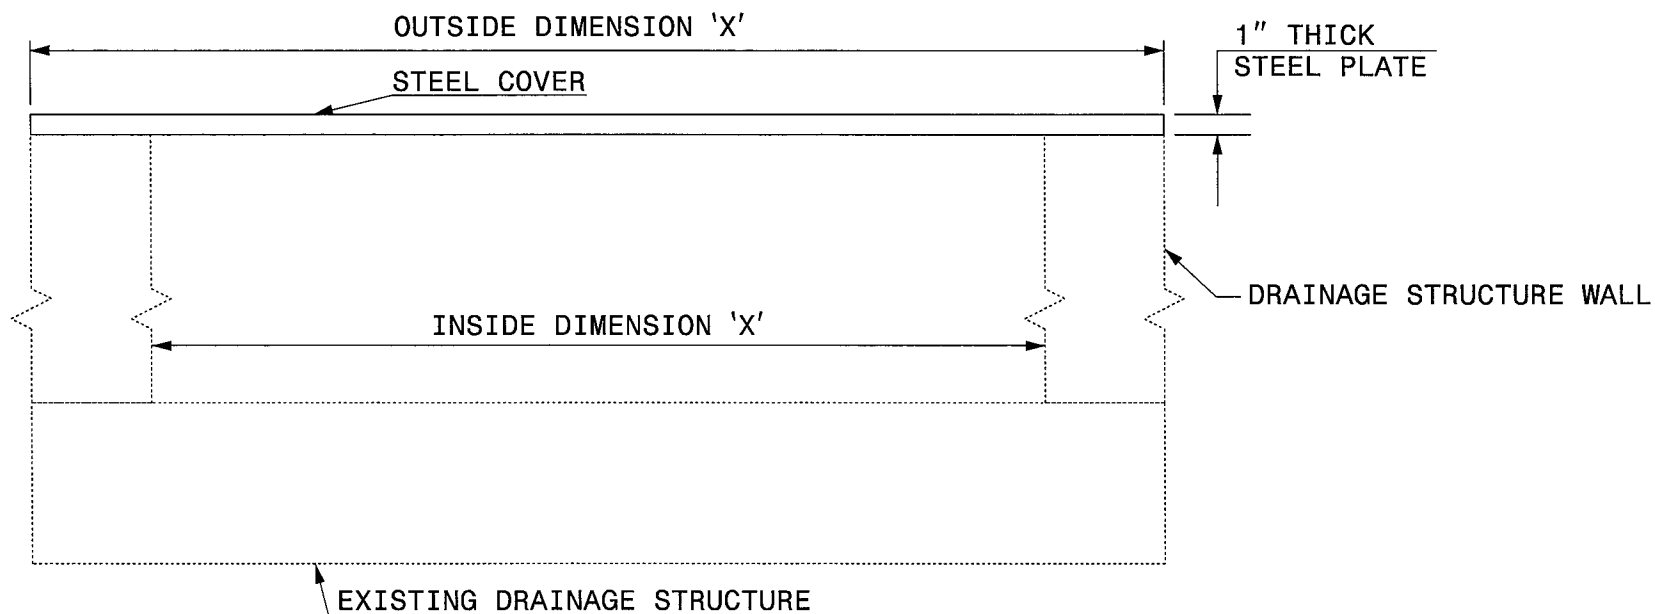 OUTSIDE DIMENSION 'X'
1" THICK
STEEL PLATE
STEEL COVER
DRAINAGE STRUCTURE WALL
INSIDE DIMENSION 'X'
EXISTING DRAINAGE STRUCTURE